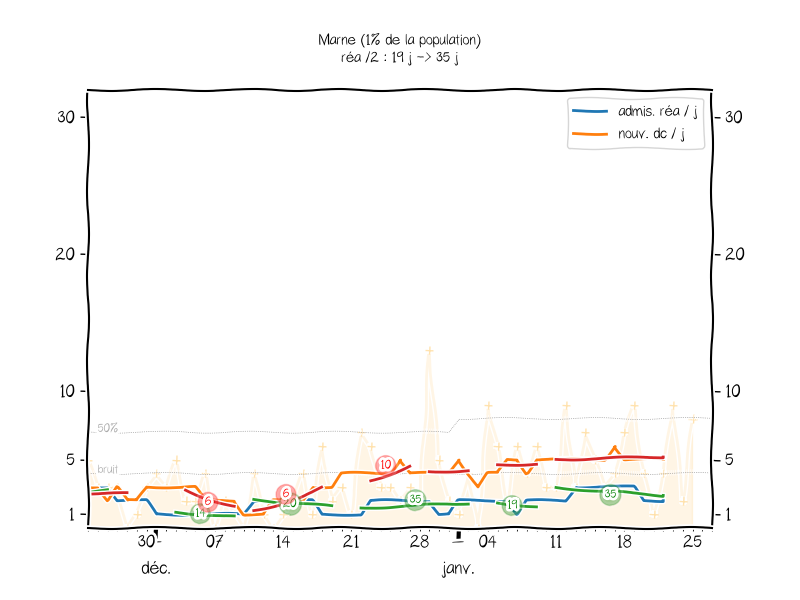 Marne (1% de la population)
réa /2 : 19 j -> 35 j
admis. réa / j
nouv. dc / j
30 30
20 20
10 10
5 5
1 1
50%
bruit
6
14
6
20
10
35
19
35
30 07 14 21 28 04 11 18 25
déc. janv.